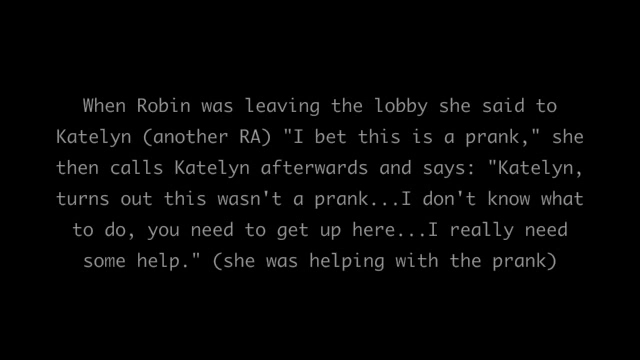 When Robin was leaving the lobby she said to
Katelyn (another RA) "I bet this is a prank," she
then calls Katelyn afterwards and says: "Katelyn,
turns out this wasn't a prank...I don't know what
to do, you need to get up here...I really need
some help." (she was helping with the prank)